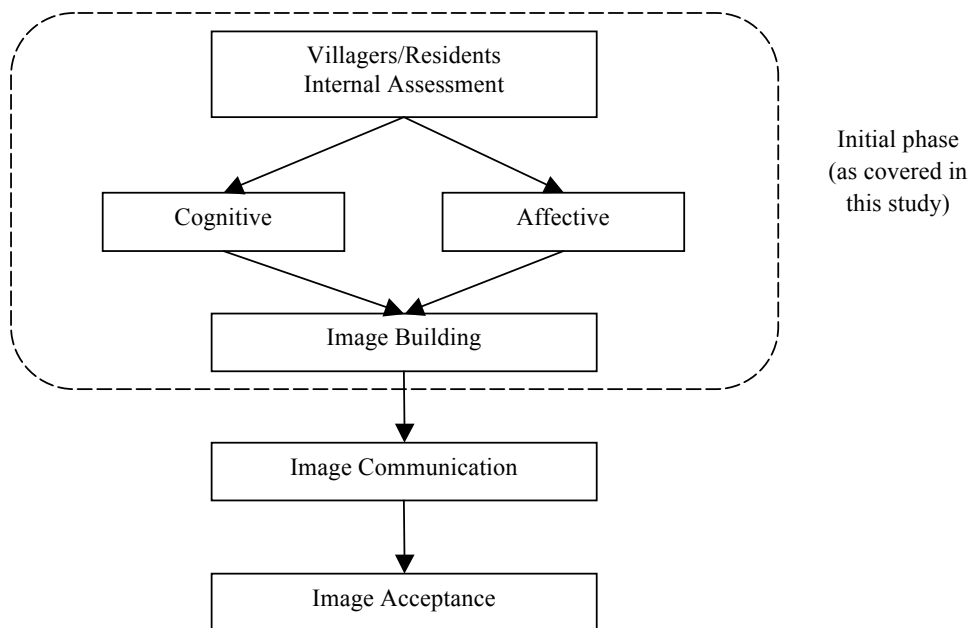 Villagers/Residents
Internal Assessment
Initial phase
(as covered in
this study)
Cognitive
Affective
Image Building
Image Communication
Image Acceptance